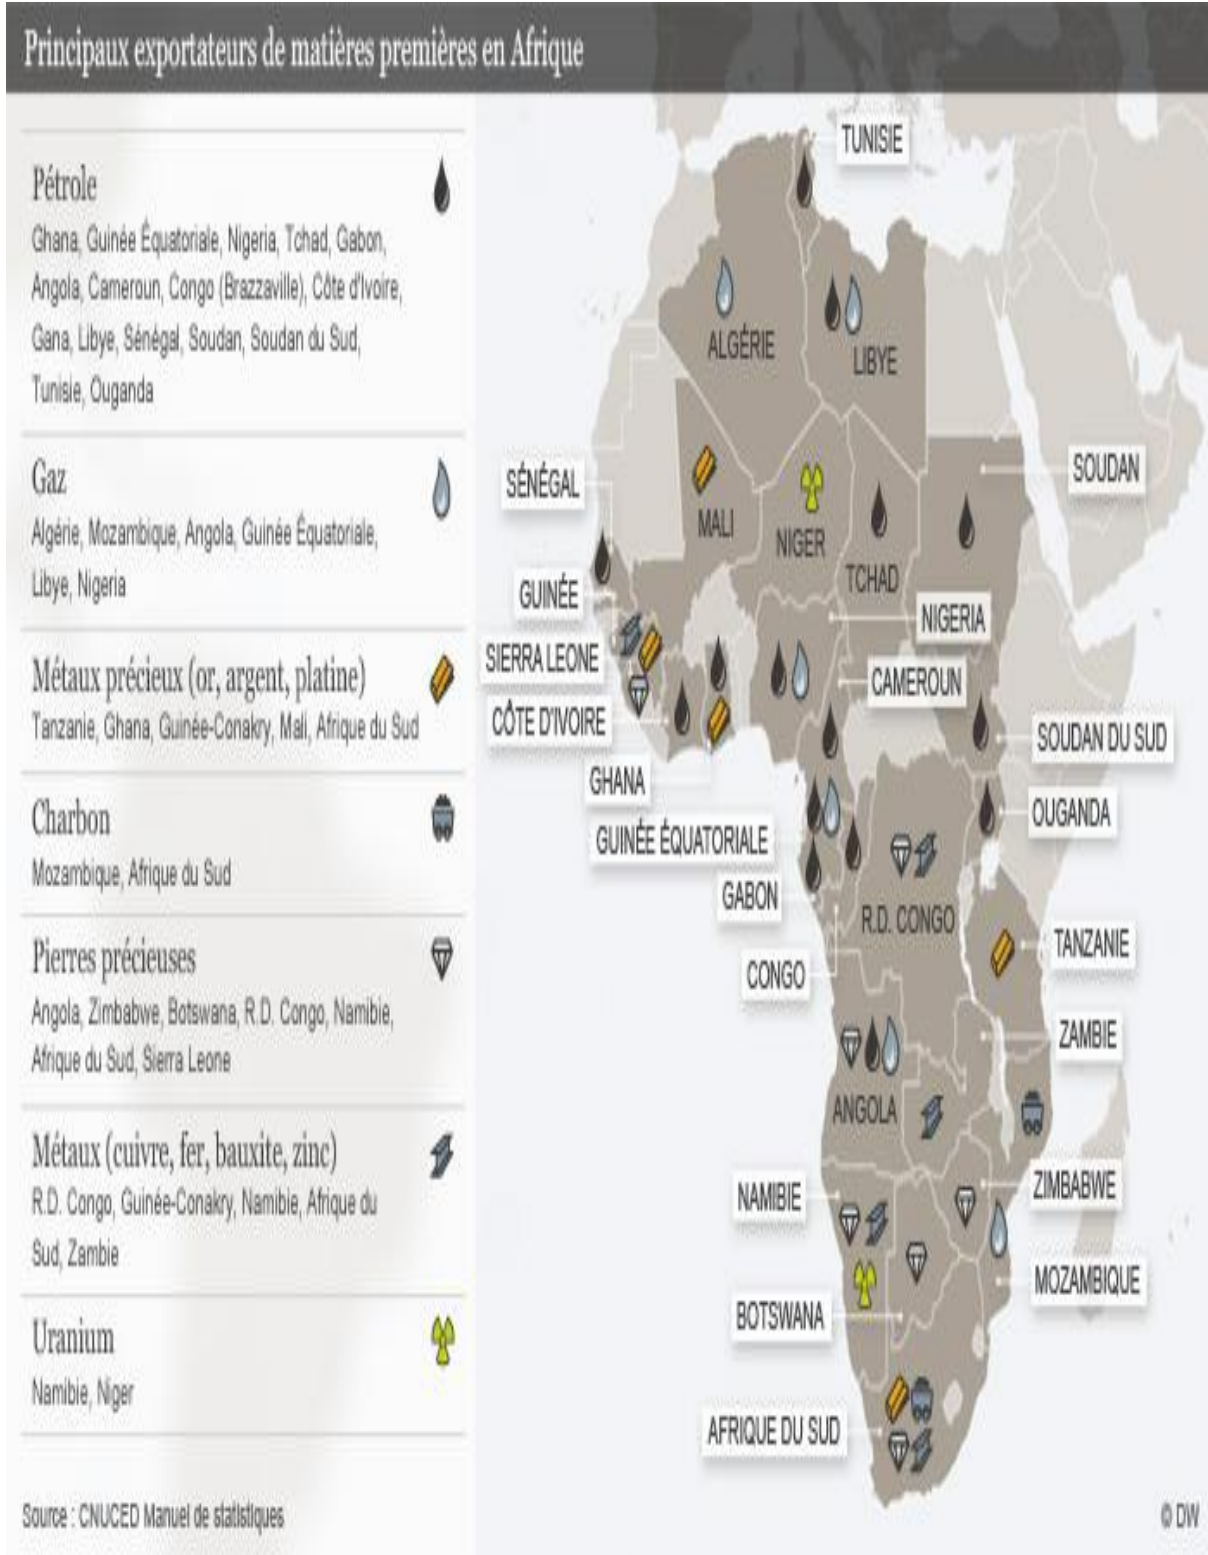 Principaux exportateurs de matières premières en Afrique
Pétrole
Ghana, Guinée Équatoriale, Nigeria, Tchad, Gabon,
Angola, Cameroun, Congo (Brazzaville), Côte d'Ivoire,
Gana, Libye, Sénégal, Soudan, Soudan du Sud,
Tunisie, Ouganda
Gaz
Algérie, Mozambique, Angola, Guinée Équatoriale,
Libye, Nigeria
Métaux précieux (or, argent, platine)
Tanzanie, Ghana, Guinée-Conakry, Mali, Afrique du Sud
Charbon
Mozambique, Afrique du Sud
Pierres précieuses
Angola, Zimbabwe, Botswana, R.D. Congo, Namibie,
Afrique du Sud, Sierra Leone
Métaux (cuivre, fer, bauxite, zinc)
R.D. Congo, Guinée-Conakry, Namibie, Afrique du
Sud, Zambie
Uranium
Namibie, Niger
Source : CNUCED Manuel de statistiques
TUNISIE
ALGÉRIE
LIBYE
SÉNÉGAL
SOUDAN
MALI
NIGER
TCHAD
GUINÉE
NIGERIA
SIERRA LEONE
CAMEROUN
CÔTE D'IVOIRE
SOUDAN DU SUD
GHANA
OUGANDA
GUINÉE ÉQUATORIALE
GABON
R.D. CONGO
TANZANIE
CONGO
ZAMBIE
ANGOLA
NAMIBIE
ZIMBABWE
MOZAMBIQUE
BOTSWANA
AFRIQUE DU SUD
© DW